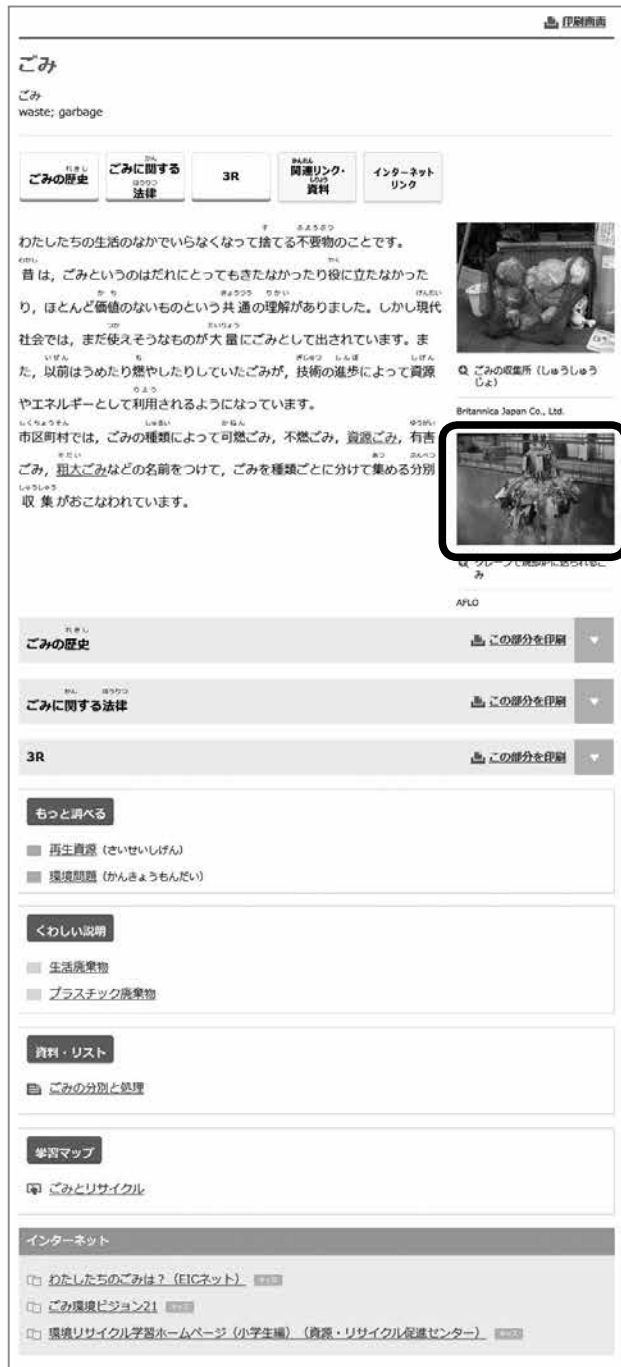 印刷画面
ごみ
ごみ
waste; garbage
ごみの歴史
ごみに関する
法律
3R
関連リンク・
資料
インターネット
リンク
わたしたちの生活のなかでいらなくなって捨てる不要物のことです。
昔は，ごみというのはだれにとってもきたなかったり役に立たなかった
り，ほとんど価値のないものという共通の理解がありました。しかし現代
社会では，まだ使えそうなものが大量にごみとして出されています。ま
た，以前はうめたり燃やしたりしていたごみが，技術の進歩によって資源
やエネルギーとして利用されるようになっています。
市区町村では，ごみの種類によって可燃ごみ，不燃ごみ，資源ごみ，有害
ごみ，粗大ごみなどの名前をつけて，ごみを種類ごとに分けて集める分別
収集がおこなわれています。
ごみの収集所（しゅうしゅう
じょ）
Britannica Japan Co., Ltd.
み
AFLO
ごみの歴史
この部分を印刷
ごみに関する法律
この部分を印刷
3R
この部分を印刷
もっと調べる
再生資源（さいせいしげん）
環境問題（かんきょうもんだい）
くわしい説明
生活廃棄物
プラスチック廃棄物
資料・リスト
ごみの分別と処理
学習マップ
ごみとリサイクル
インターネット
わたしたちのごみは？（EICネット）
ごみ環境ビジョン21
環境リサイクル学習ホームページ（小学生編）（資源・リサイクル促進センター）